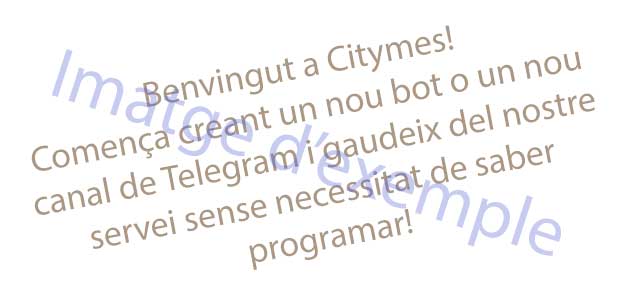 Benvingut a Citymes!
Comença creant un nou bot o un nou
canal de Telegram i gaudeix del nostre
servei sense necessitat de saber
programar!
Imatge d'exemple